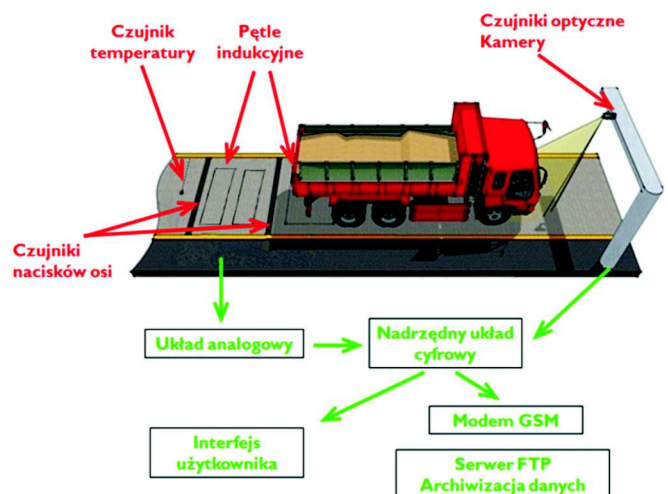 Czujnik
temperatury
Pętle
indukcyjne
Czujniki optyczne
Kamery
Czujniki
nacisków osi
Układ analogowy
Nadrzędny układ
cyfrowy
Modem GSM
Interfejs
użytkownika
Serwer FTP
Archiwizacja danych